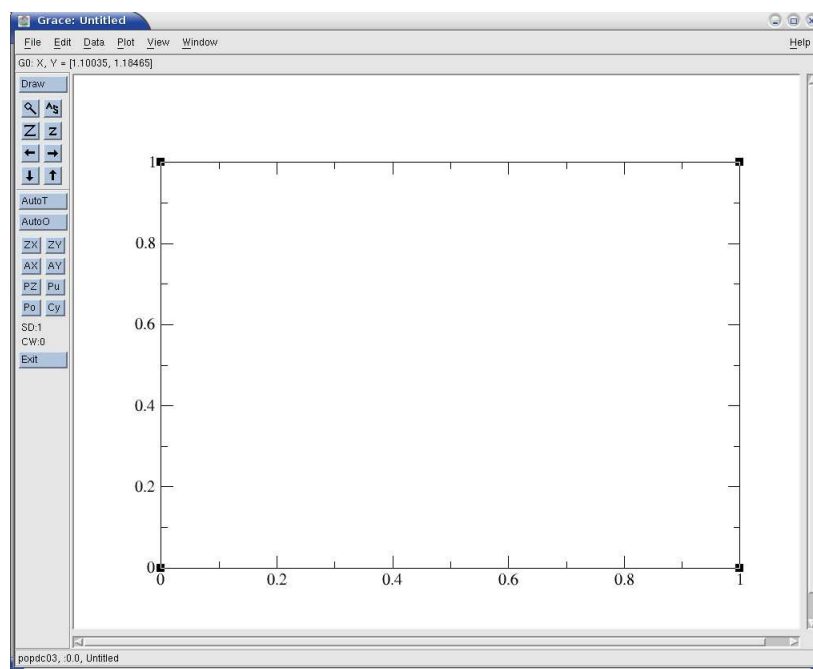 Grace: Untitled
File Edit Data Plot View Window Help
G0: X, Y = [1.10035, 1.18465]
Draw
AS
Z Z
AutoT
AutoO
ZX ZY
AX AY
PZ Pu
Po Cy
SD:1
CW:0
Exit
1
0.8
0.6
0.4
0.2
0
0 0.2 0.4 0.6 0.8 1
popdc03, :0.0, Untitled